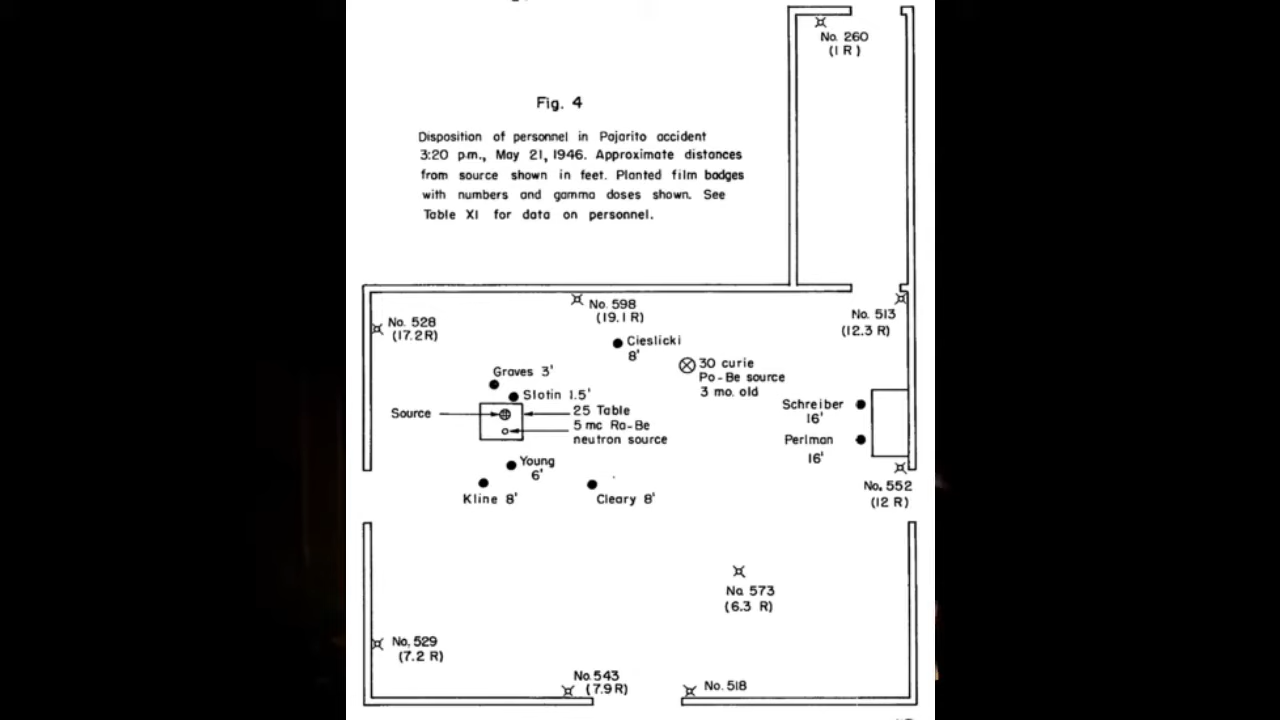 No. 260
(1 R)
Fig. 4
Disposition of personnel in Pajarito accident
3:20 p.m., May 21, 1946. Approximate distances
from source shown in feet. Planted film badges
with numbers and gamma doses shown. See
Table XI for data on personnel.
No. 598
(19.1 R)
No. 528
(17.2 R)
No. 513
(12.3 R)
Cieslicki
8'
30 curie
Po-Be source
3 mo. old
Graves 3'
Slotin 1.5'
Source
25 Table
5 mc Ra-Be
neutron source
Schreiber
16'
Perlman
16'
Young
6'
Kline 8'
Cleary 8'
No. 552
(12 R)
No. 573
(6.3 R)
No. 529
(7.2 R)
No. 543
(7.9 R)
No. 518